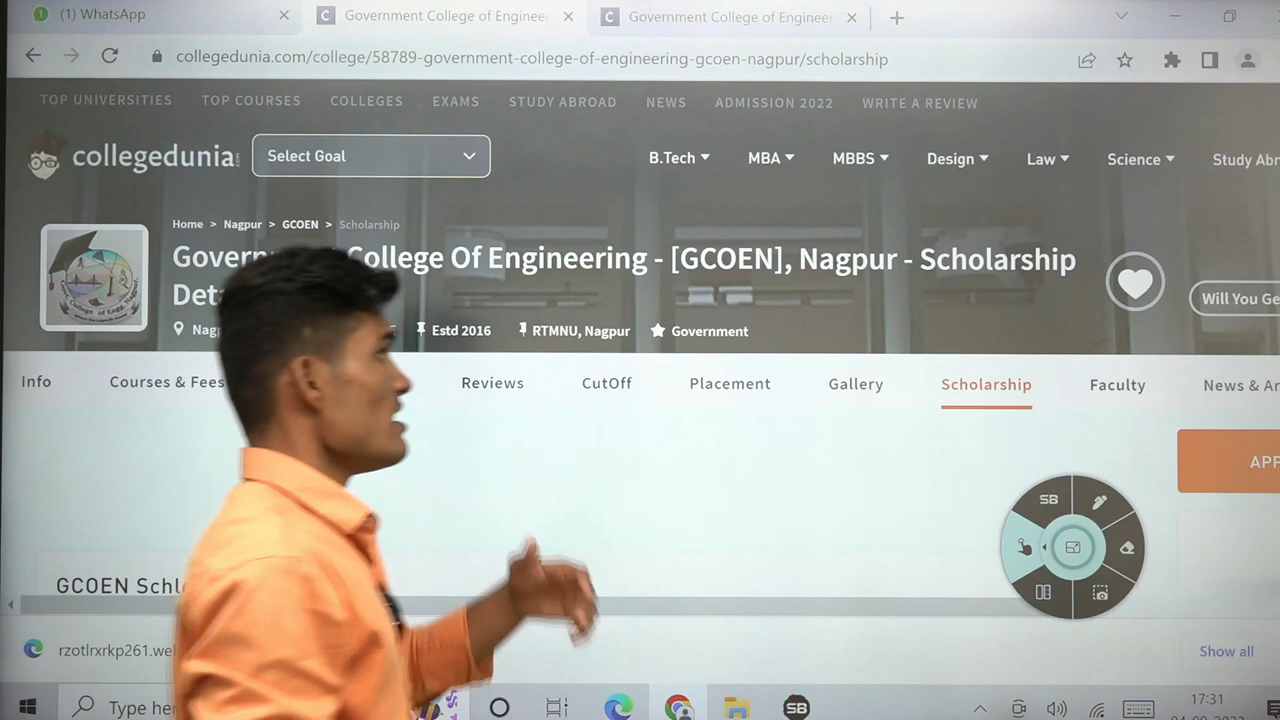 (1) WhatsApp
Government College of Enginee
Government College of Engineer
collegedunia.com/college/58789-government-college-of-engineering-gcoen-nagpur/scholarship
TOP UNIVERSITIES TOP COURSES COLLEGES EXAMS STUDY ABROAD NEWS ADMISSION 2022 WRITE A REVIEW
collegedunia
Select Goal
B.Tech MBA MBBS Design Law Science Study Abr
Home > Nagpur > GCOEN > Scholarship
College Of Engineering - [GCOEN], Nagpur - Scholarship
Estd 2016 RTMNU, Nagpur Government
Will You Ge
Info Courses & Fees Reviews CutOff Placement Gallery Scholarship Faculty News & Ar
APP
SB
GCOEN Schl
rzotlrxrkp261.we
Show all
Type he
SB
17:31